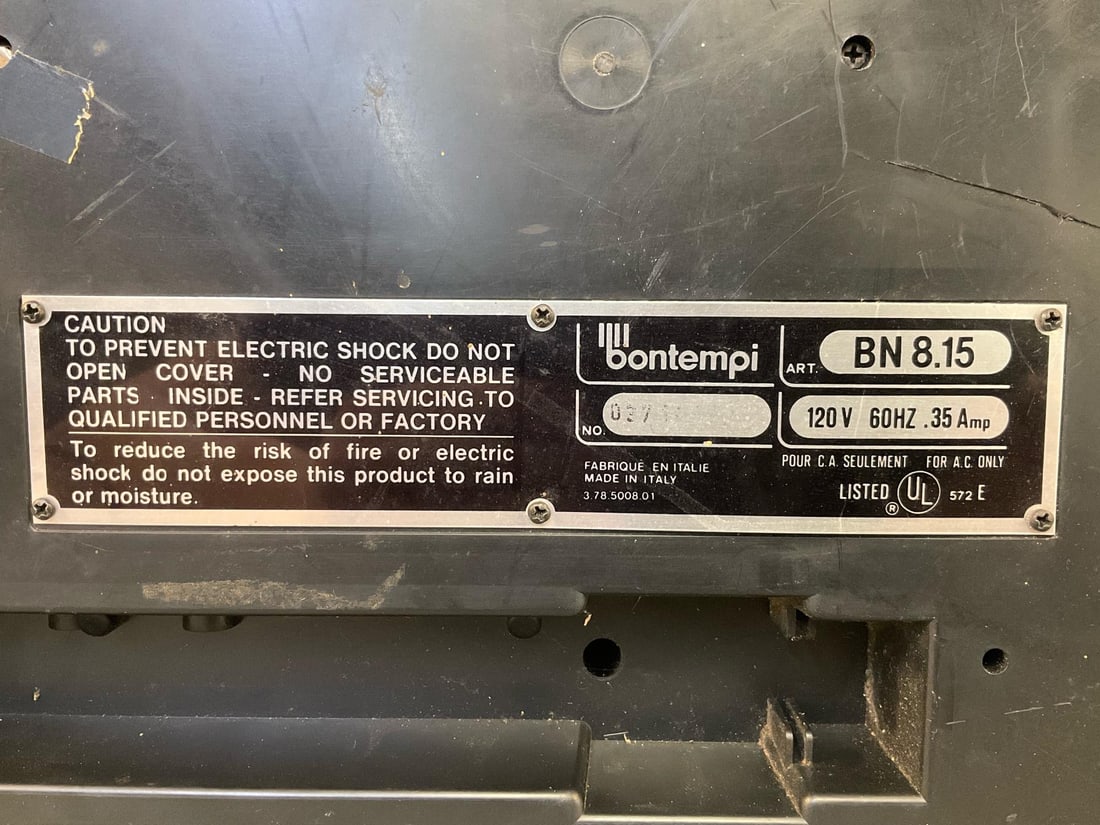 CAUTION
TO PREVENT ELECTRIC SHOCK DO NOT
OPEN COVER - NO SERVICEABLE
PARTS INSIDE - REFER SERVICING TO
QUALIFIED PERSONNEL OR FACTORY
To reduce the risk of fire or electric
shock do not expose this product to rain
or moisture.
bontempi
ART. BN 8.15
NO.
120 V 60HZ .35 Amp
FABRIQUÉ EN ITALIE
MADE IN ITALY
3.78.5008.01
POUR C.A. SEULEMENT FOR A.C. ONLY
LISTED UL ® 572 E